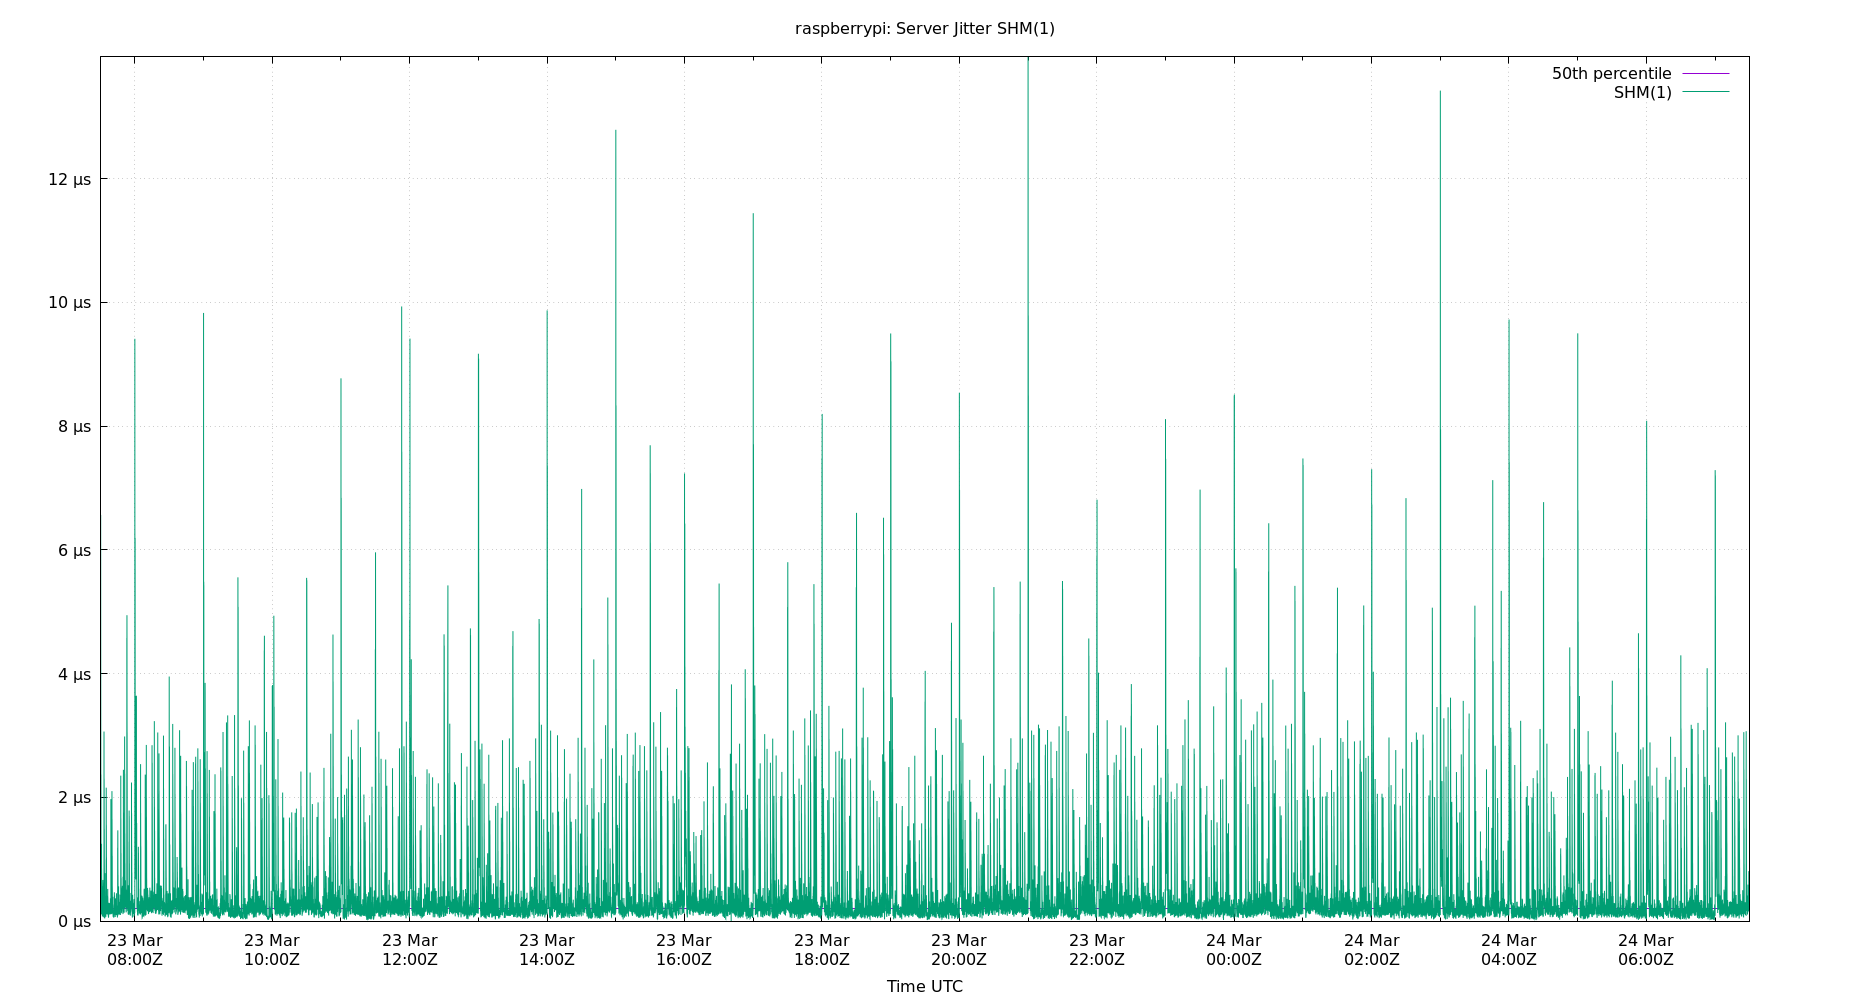 raspberrypi: Server Jitter SHM(1)
50th percentile
SHM(1)
12 µs
10 µs
8 µs
6 µs
4 µs
2 µs
0 µs
23 Mar 23 Mar 23 Mar 23 Mar 23 Mar 23 Mar 23 Mar 23 Mar 24 Mar 24 Mar 24 Mar 24 Mar
08:00Z 10:00Z 12:00Z 14:00Z 16:00Z 18:00Z 20:00Z 22:00Z 00:00Z 02:00Z 04:00Z 06:00Z
Time UTC